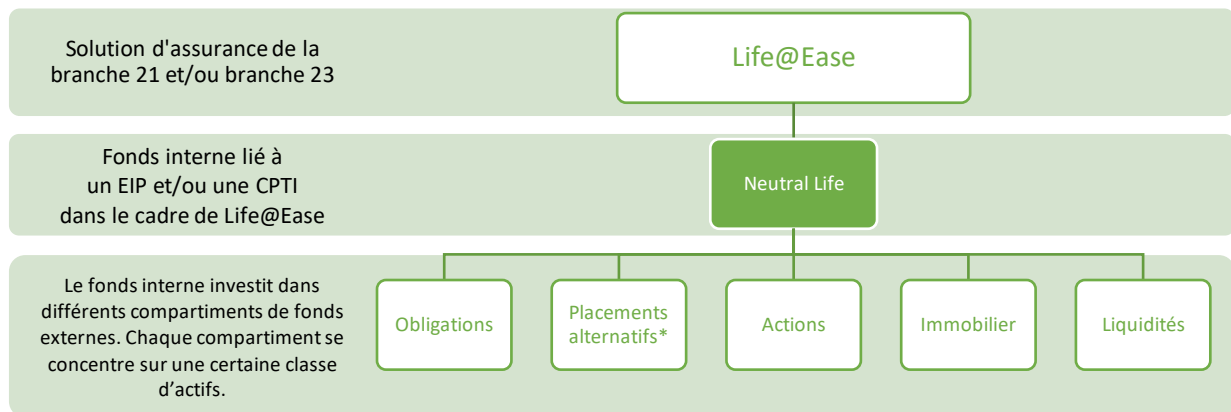 Solution d'assurance de la
branche 21 et/ou branche 23
Life@Ease
Fonds interne lié à
un EIP et/ou une CPTI
dans le cadre de Life@Ease
Neutral Life
Le fonds interne investit dans
différents compartiments de fonds
externes. Chaque compartiment se
concentre sur une certaine classe
d’actifs.
Obligations
Placements
alternatifs*
Actions
Immobilier
Liquidités